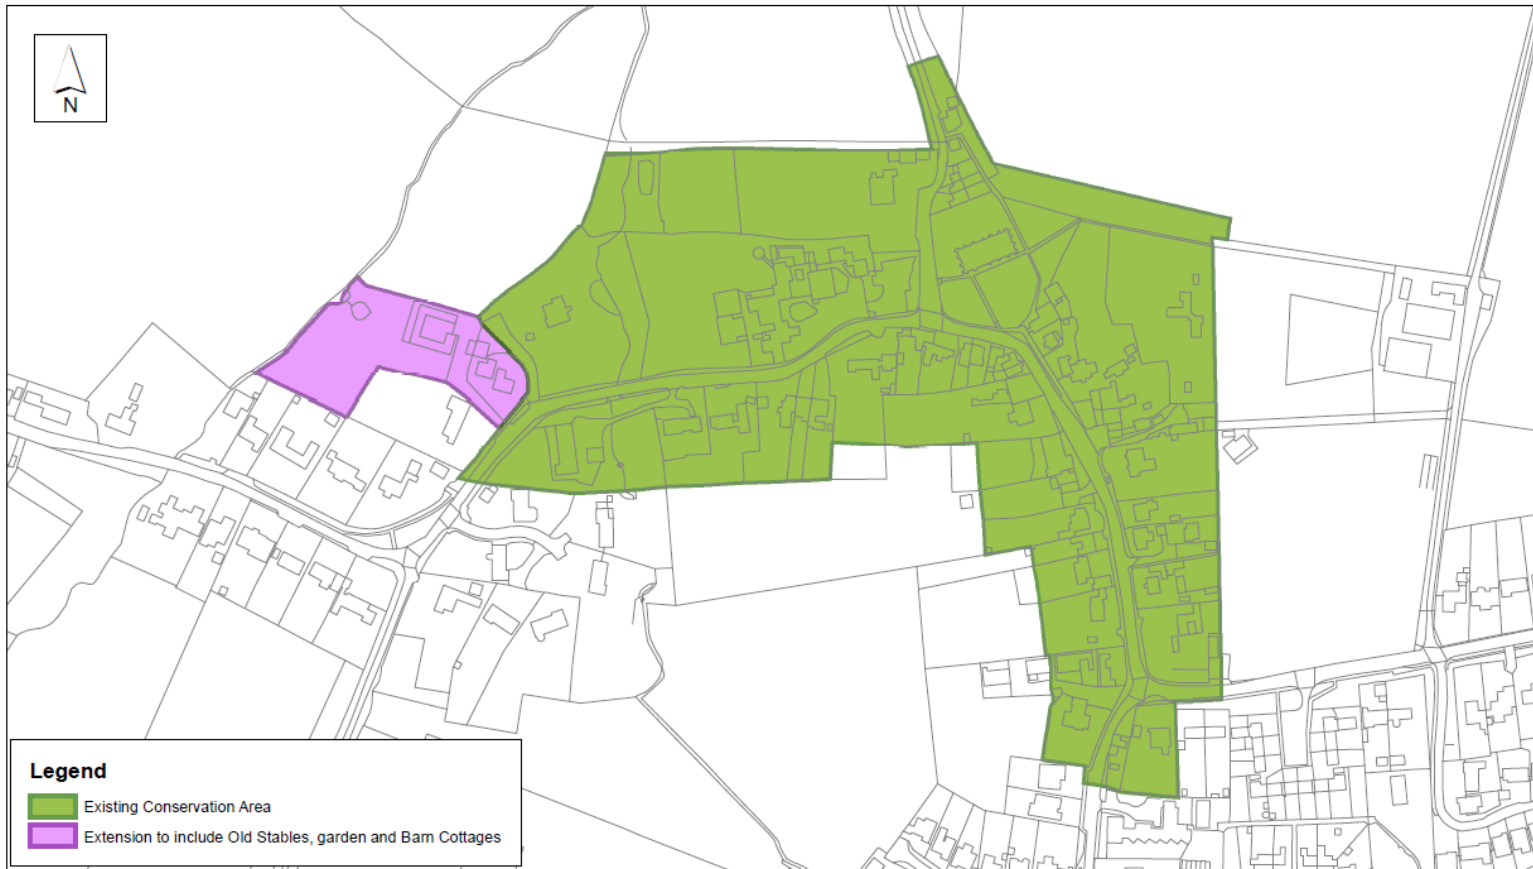 N
Legend
Existing Conservation Area
Extension to include Old Stables, garden and Barn Cottages